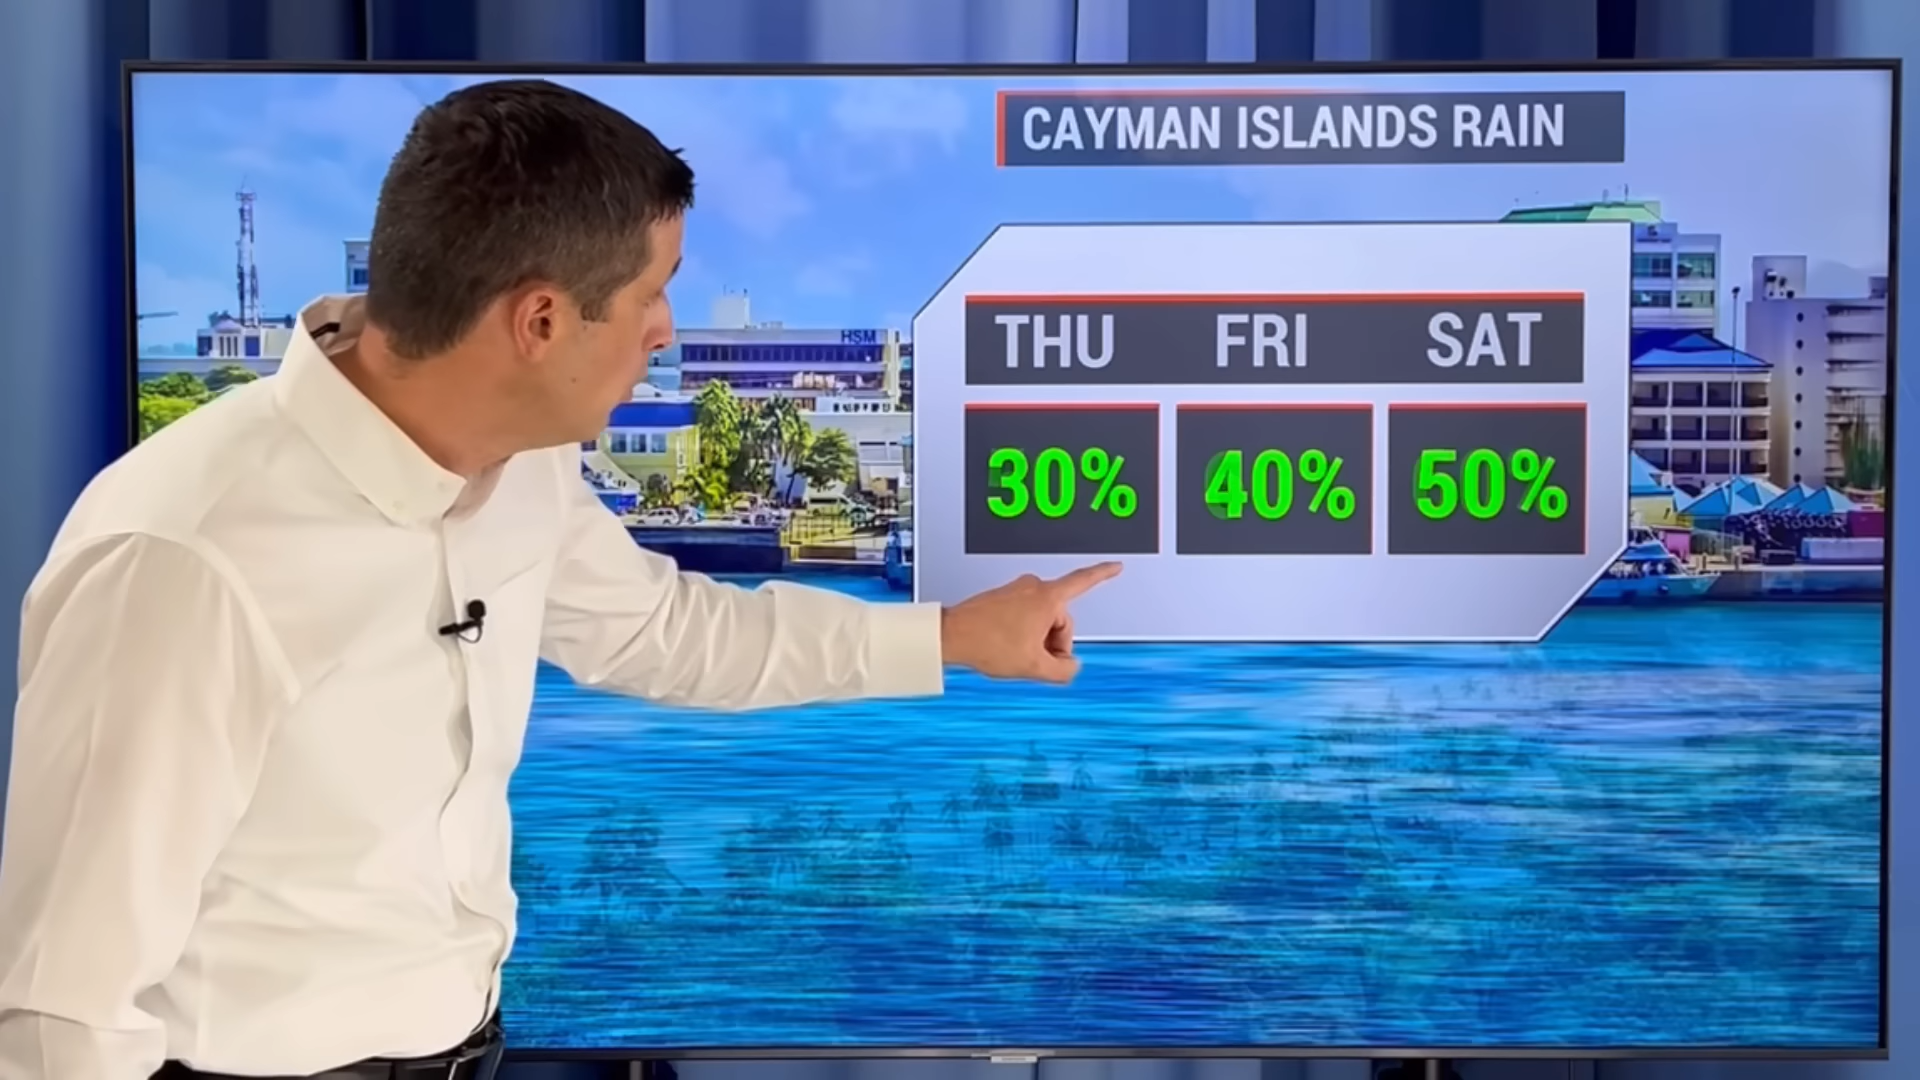 CAYMAN ISLANDS RAIN
THU FRI SAT
30% 40% 50%
HSM